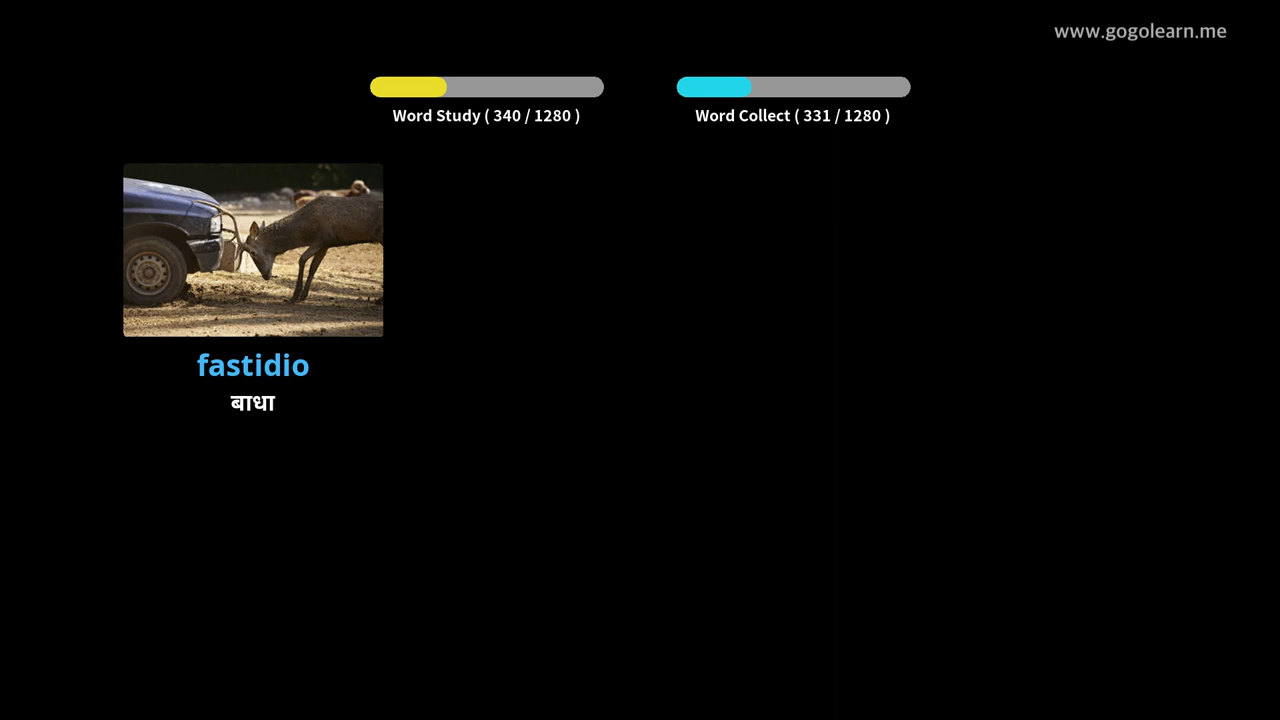 www.gogolearn.me
Word Study ( 340 / 1280 )
Word Collect ( 331 / 1280 )
fastidio
बाधा